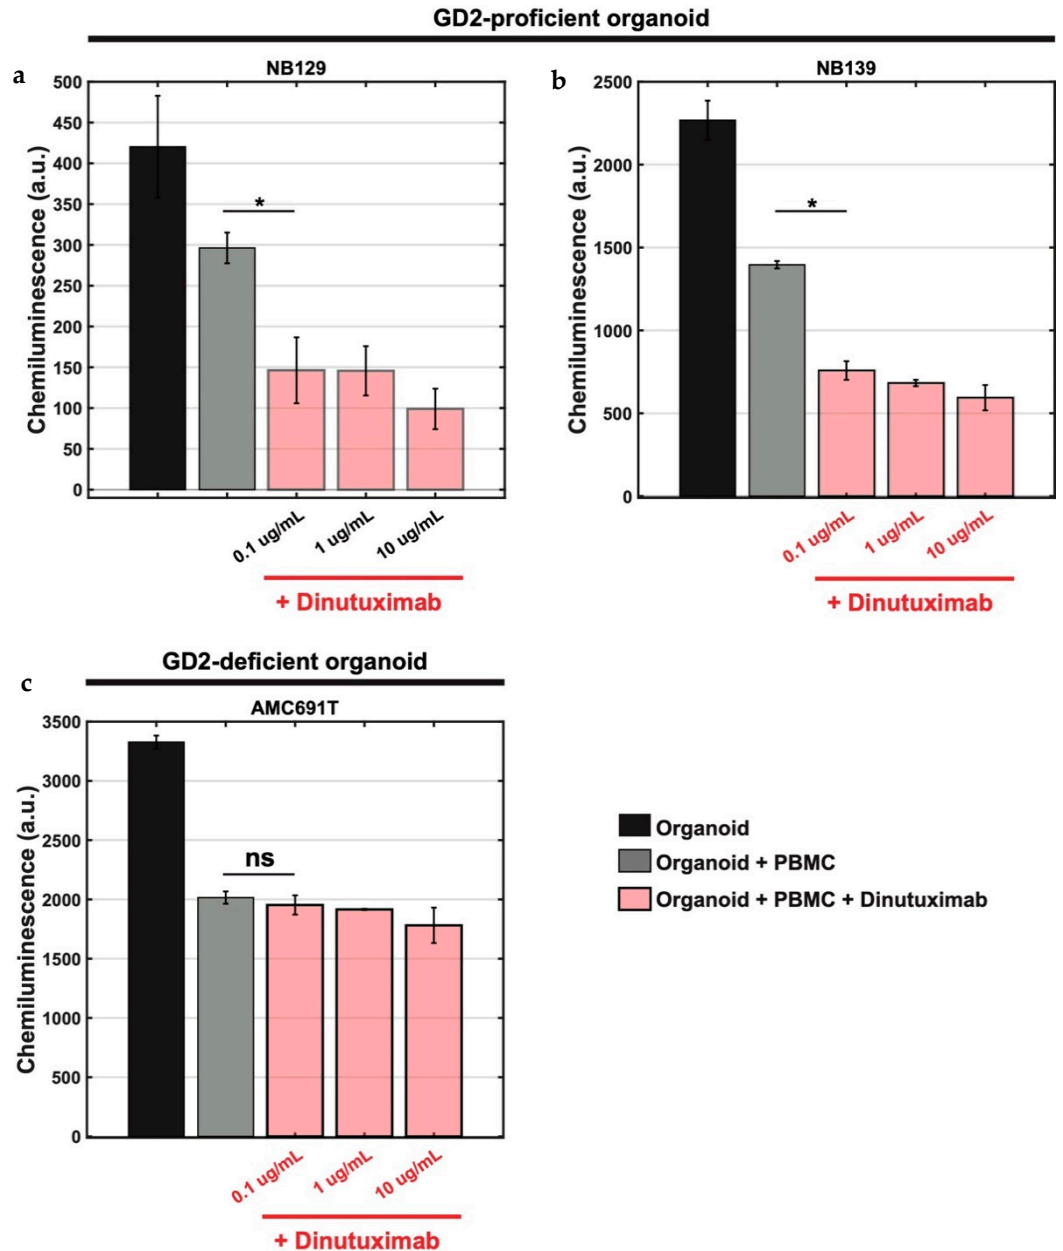 GD2-proficient organoid
a
NB129
Chemiluminescence (a.u.)
500
450
400
350
300
250
200
150
100
50
0
*
0.1 ug/mL
1 ug/mL
10 ug/mL
+ Dinutuximab
b
NB139
Chemiluminescence (a.u.)
2500
2000
1500
1000
500
0
*
0.1 ug/mL
1 ug/mL
10 ug/mL
+ Dinutuximab
GD2-deficient organoid
c
AMC691T
Chemiluminescence (a.u.)
3500
3000
2500
2000
1500
1000
500
0
ns
0.1 ug/mL
1 ug/mL
10 ug/mL
+ Dinutuximab
Organoid
Organoid + PBMC
Organoid + PBMC + Dinutuximab